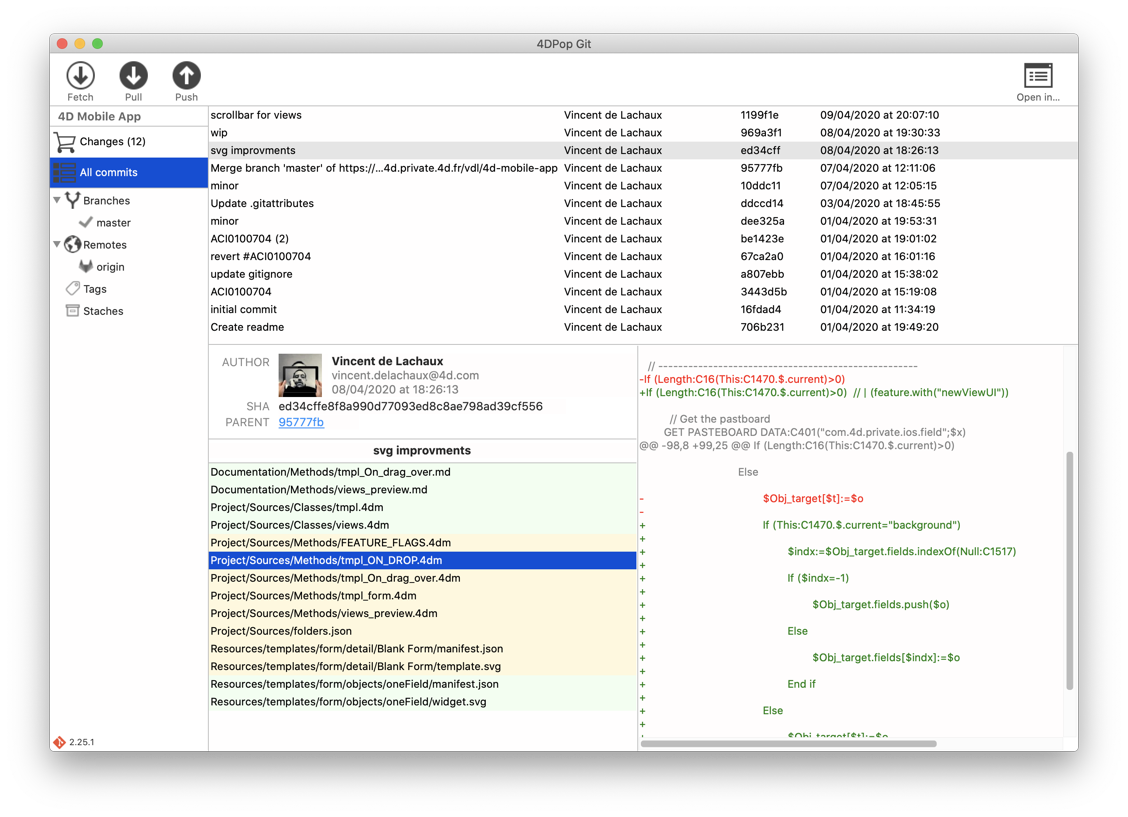 4DPop Git
Fetch Pull Push Open in...
4D Mobile App
Changes (12)
All commits
Branches
master
Remotes
origin
Tags
Staches
2.25.1
scrollbar for views Vincent de Lachaux 1199f1e 09/04/2020 at 20:07:10
wip Vincent de Lachaux 969a3f1 08/04/2020 at 19:30:33
svg improvments Vincent de Lachaux ed34cff 08/04/2020 at 18:26:13
Merge branch 'master' of https://...4d.private.4d.fr/vdl/4d-mobile-app Vincent de Lachaux 95777fb 07/04/2020 at 12:11:06
minor Vincent de Lachaux 10ddc11 07/04/2020 at 12:05:15
Update .gitattributes Vincent de Lachaux ddccd14 03/04/2020 at 18:45:55
minor Vincent de Lachaux dee325a 01/04/2020 at 19:53:31
ACI0100704 (2) Vincent de Lachaux be1423e 01/04/2020 at 19:01:02
revert #ACI0100704 Vincent de Lachaux 67ca2a0 01/04/2020 at 16:01:16
update gitignore Vincent de Lachaux a807ebb 01/04/2020 at 15:38:02
ACI0100704 Vincent de Lachaux 3443d5b 01/04/2020 at 15:19:08
initial commit Vincent de Lachaux 16fdad4 01/04/2020 at 11:34:19
Create readme Vincent de Lachaux 706b231 01/04/2020 at 19:49:20
AUTHOR Vincent de Lachaux
vincent.delachaux@4d.com
08/04/2020 at 18:26:13
SHA ed34cffe8f8a990d77093ed8c8ae798ad39cf556
PARENT 95777fb
svg improvments
Documentation/Methods/tmpl_On_drag_over.md
Documentation/Methods/views_preview.md
Project/Sources/Classes/tmpl.4dm
Project/Sources/Classes/views.4dm
Project/Sources/Methods/FEATURE_FLAGS.4dm
Project/Sources/Methods/tmpl_ON_DROP.4dm
Project/Sources/Methods/tmpl_On_drag_over.4dm
Project/Sources/Methods/tmpl_form.4dm
Project/Sources/Methods/views_preview.4dm
Project/Sources/folders.json
Resources/templates/form/detail/Blank Form/manifest.json
Resources/templates/form/detail/Blank Form/template.svg
Resources/templates/form/objects/oneField/manifest.json
Resources/templates/form/objects/oneField/widget.svg
// ----------------------------------------------------
-If (Length:C16(This:C1470.$.current)>0)
+If (Length:C16(This:C1470.$.current)>0) // | (feature.with("newViewUI"))
// Get the pastboard
GET PASTEBOARD DATA:C401("com.4d.private.ios.field";$x)
@@ -98,8 +99,25 @@ If (Length:C16(This:C1470.$.current)>0)
Else
- $Obj_target[$t]:=$o
-
+ If (This:C1470.$.current="background")
+
+ $indx:=$Obj_target.fields.indexOf(Null:C1517)
+
+ If ($indx=-1)
+
+ $Obj_target.fields.push($o)
+
+ Else
+
+ $Obj_target.fields[$indx]:=$o
+
+ End if
+
+ Else
+
+ $Obj_target[$t]:=$o